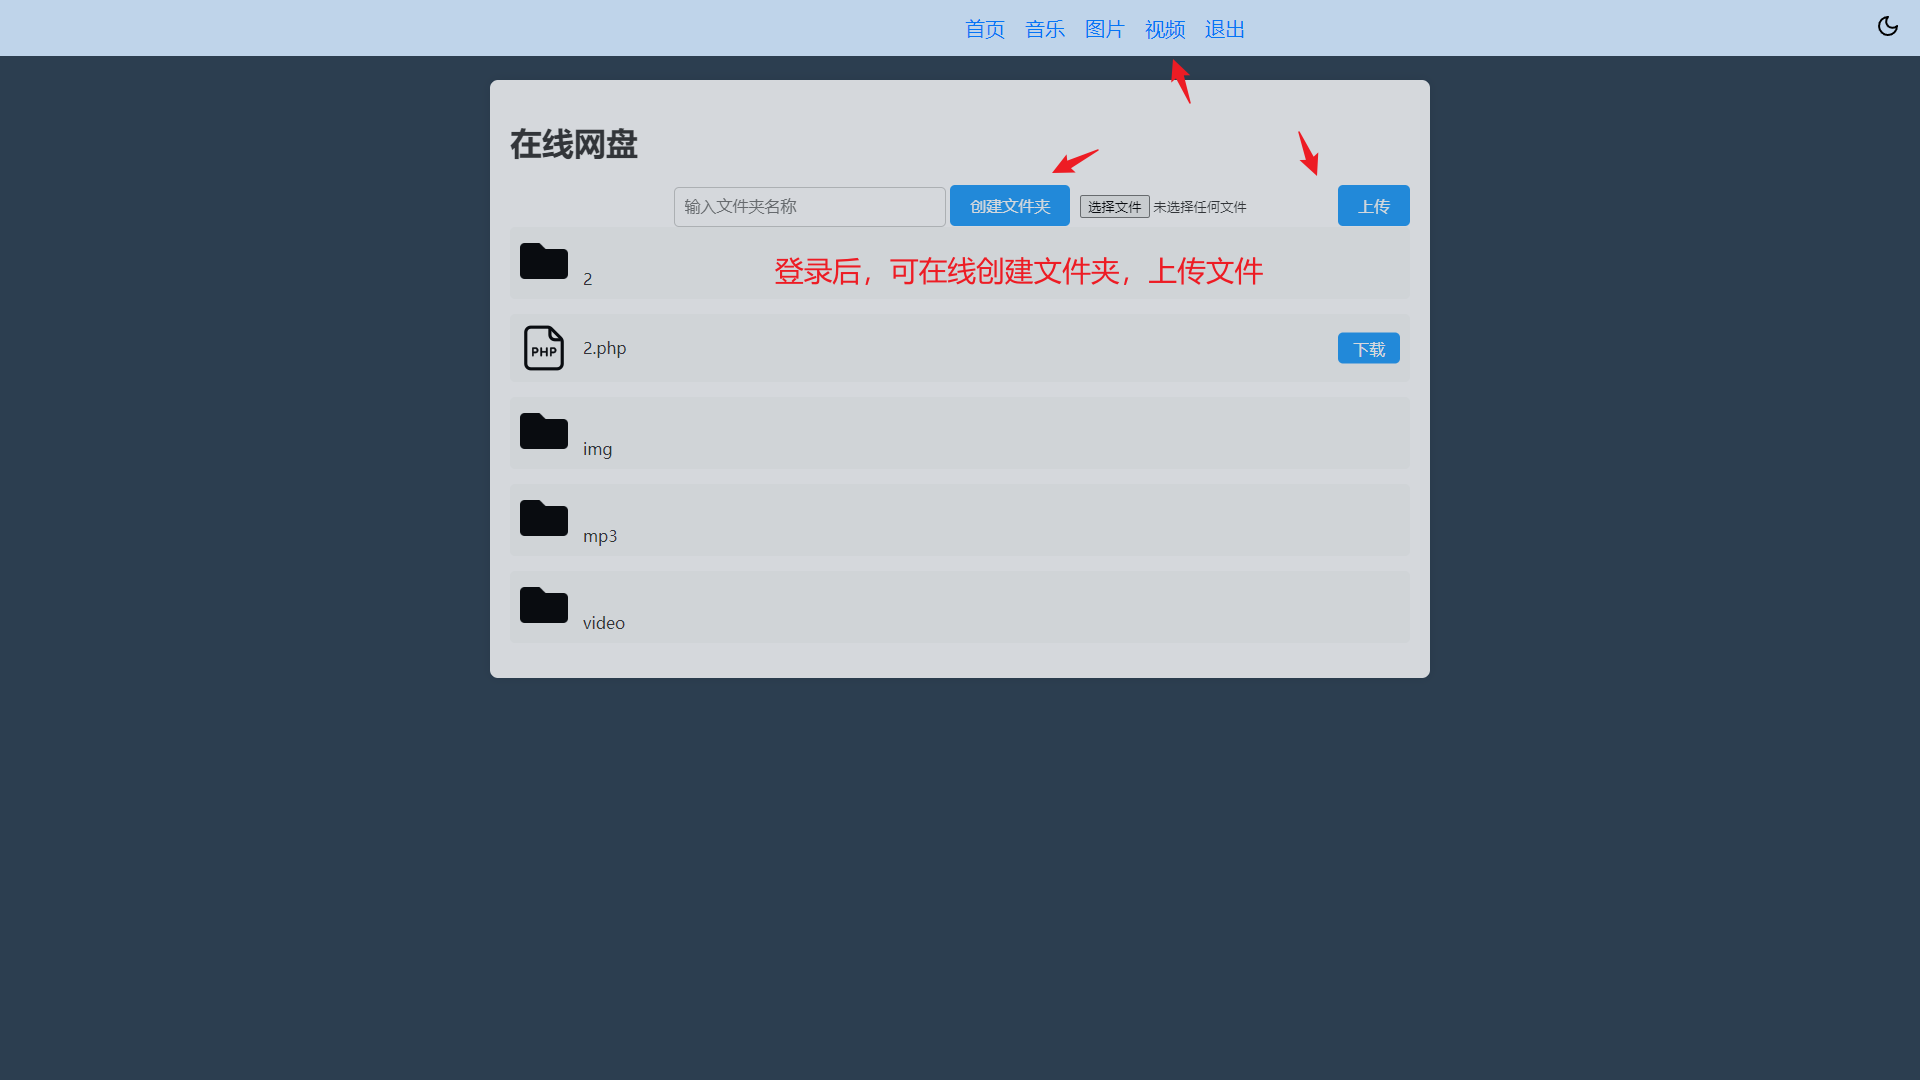 首页 音乐 图片 视频 退出
在线网盘
输入文件夹名称 创建文件夹 选择文件 未选择任何文件 上传
2
登录后，可在线创建文件夹，上传文件
PHP 2.php 下载
img
mp3
video